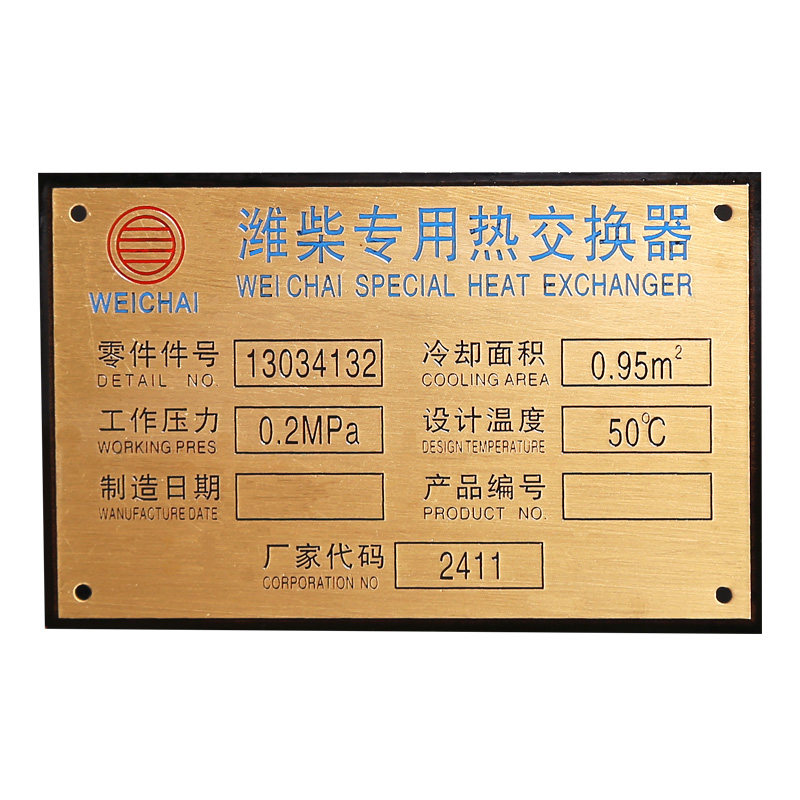 潍柴专用热交换器
WEICHAI
WEICHAI SPECIAL HEAT EXCHANGER
零件件号 13034132 冷却面积 0.95m²
DETAIL NO. COOLING AREA
工作压力 0.2MPa 设计温度 50℃
WORKING PRES DESIGN TEMPERATURE
制造日期 产品编号
WANUFACTURE DATE PRODUCT NO.
厂家代码 2411
CORPORATION NO